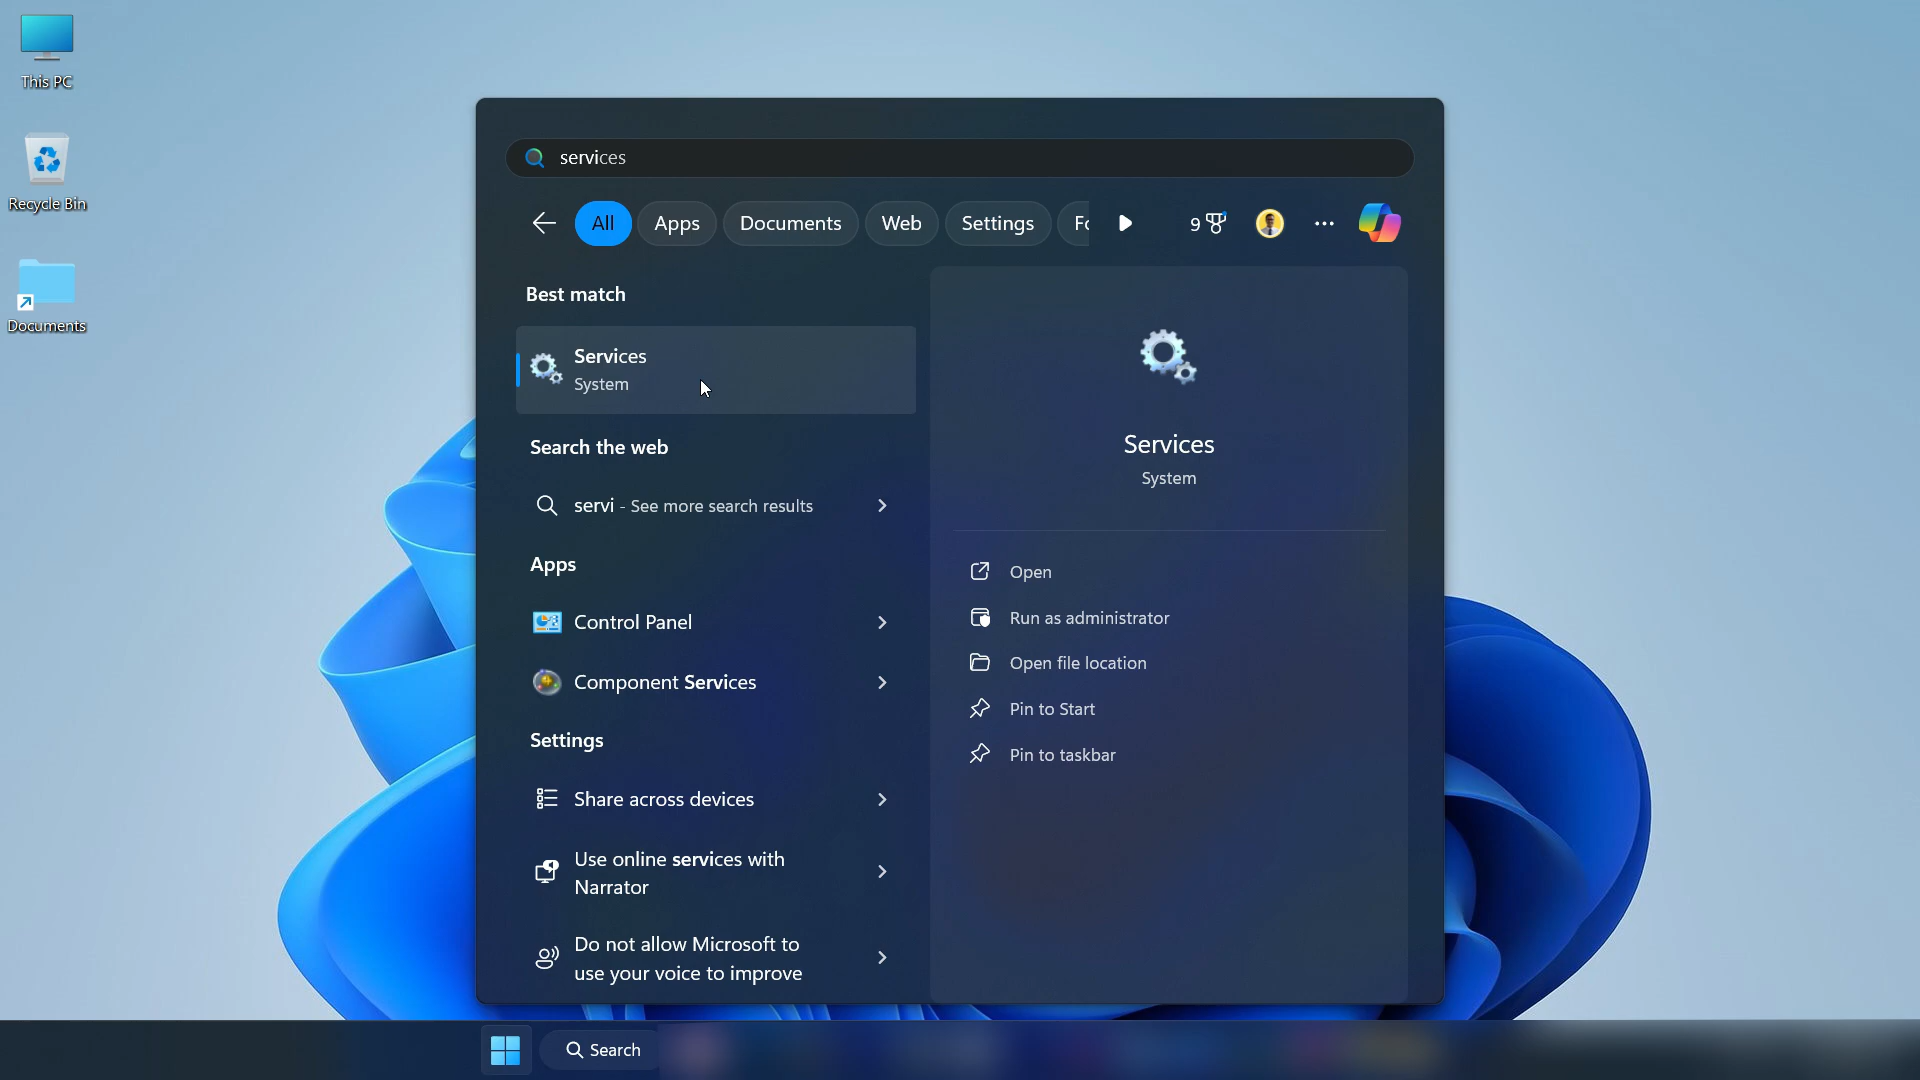 This PC
Recycle Bin
Documents
services
All
Apps
Documents
Web
Settings
Fo
9
Best match
Services
System
Search the web
servi - See more search results
Apps
Control Panel
Component Services
Settings
Share across devices
Use online services with
Narrator
Do not allow Microsoft to
use your voice to improve
Services
System
Open
Run as administrator
Open file location
Pin to Start
Pin to taskbar
Search